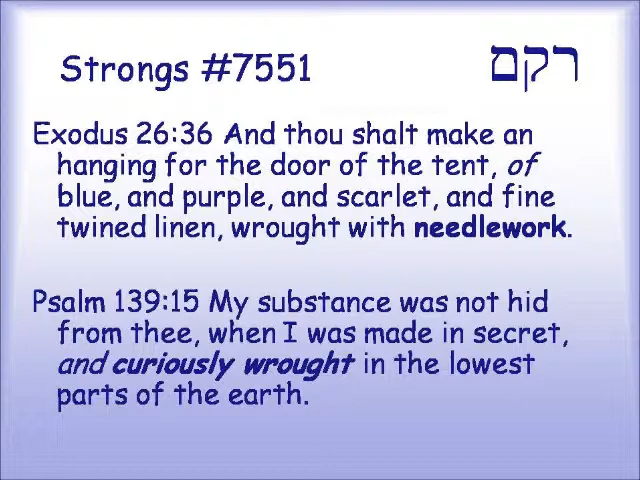 Strongs #7551 רקם
Exodus 26:36 And thou shalt make an
hanging for the door of the tent, of
blue, and purple, and scarlet, and fine
twined linen, wrought with needlework.
Psalm 139:15 My substance was not hid
from thee, when I was made in secret,
and curiously wrought in the lowest
parts of the earth.